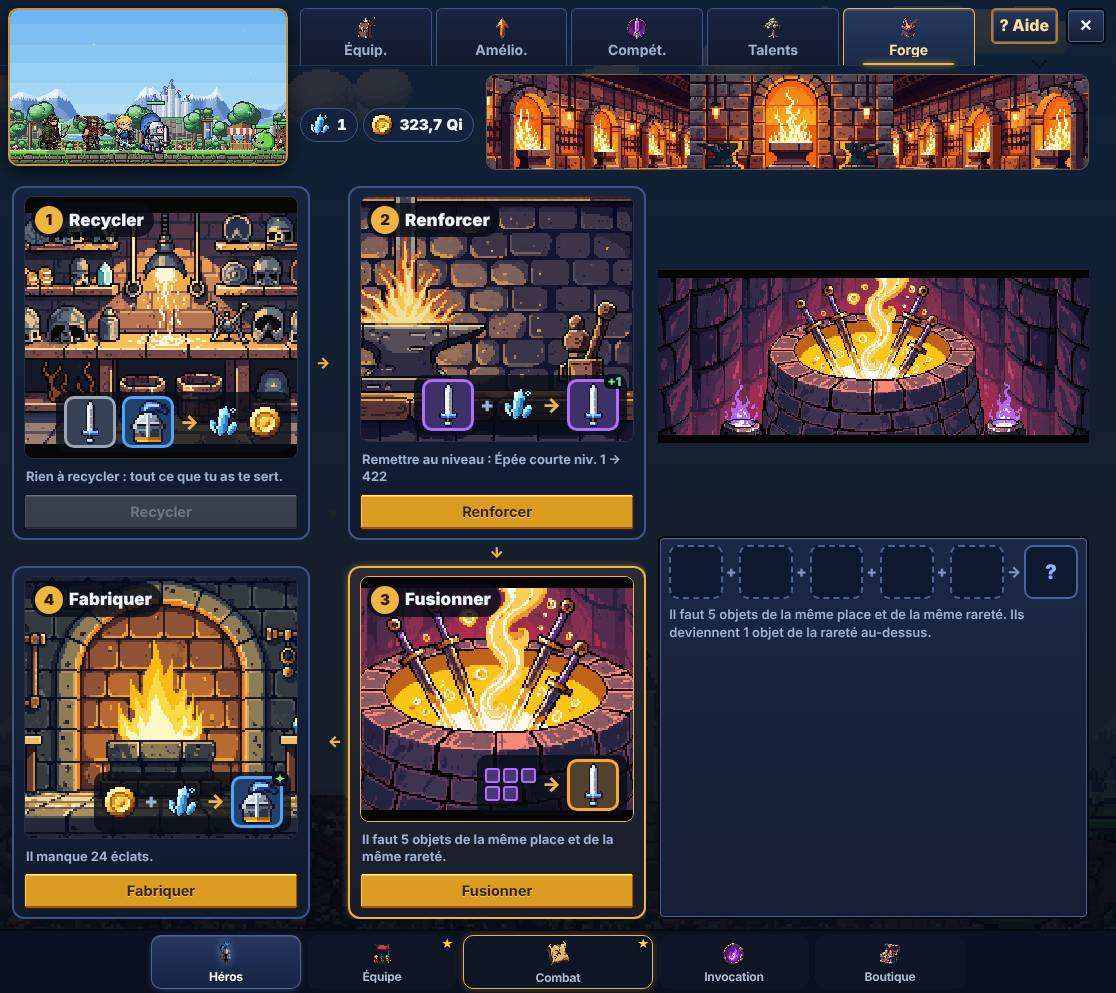 Équip.
Amélio.
Compét.
Talents
Forge
? Aide
×
1
323,7 Qi
1 Recycler
Rien à recycler : tout ce que tu as te sert.
Recycler
2 Renforcer
+ → +1
Remettre au niveau : Épée courte niv. 1 →
422
Renforcer
4 Fabriquer
+ →
Il manque 24 éclats.
Fabriquer
3 Fusionner
Il faut 5 objets de la même place et de la
même rareté.
Fusionner
+ + + + → ?
Il faut 5 objets de la même place et de la même rareté. Ils
deviennent 1 objet de la rareté au-dessus.
Héros
Équipe
Combat
Invocation
Boutique